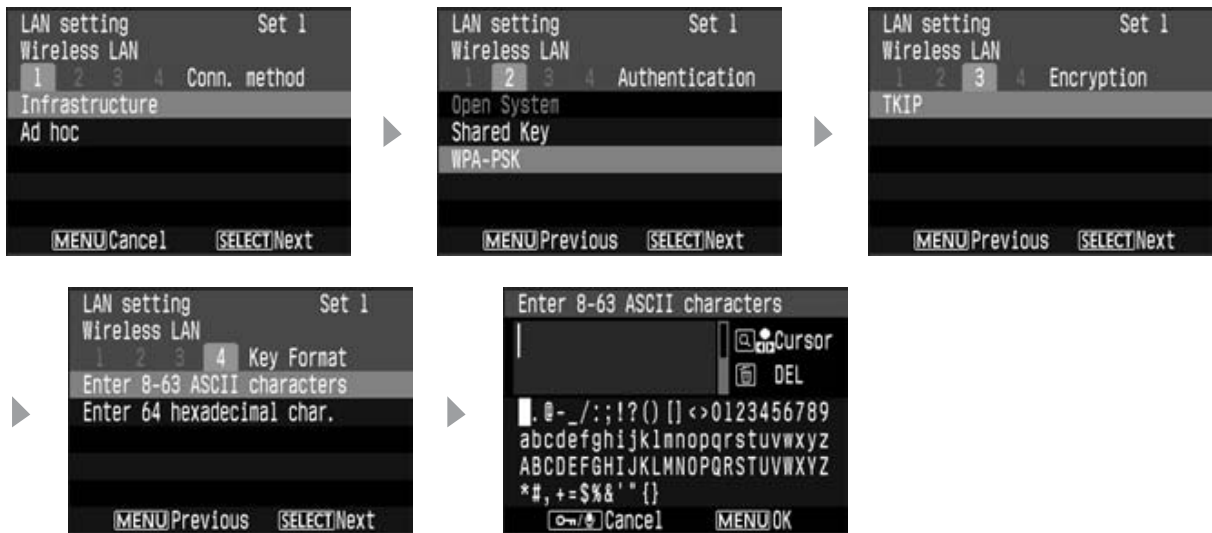 LAN setting Set 1
Wireless LAN
1 2 3 4 Conn. method
Infrastructure
Ad hoc
MENU Cancel SELECT Next
LAN setting Set 1
Wireless LAN
1 2 3 4 Authentication
Open System
Shared Key
WPA-PSK
MENU Previous SELECT Next
LAN setting Set 1
Wireless LAN
1 2 3 4 Encryption
TKIP
MENU Previous SELECT Next
LAN setting Set 1
Wireless LAN
1 2 3 4 Key Format
Enter 8-63 ASCII characters
Enter 64 hexadecimal char.
MENU Previous SELECT Next
Enter 8-63 ASCII characters
Cursor
DEL
.@-_/:;!?()[]<>0123456789
abcdefghijklmnopqrstuvwxyz
ABCDEFGHIJKLMNOPQRSTUVWXYZ
*#,+=$%&'"{}
Cancel MENU OK